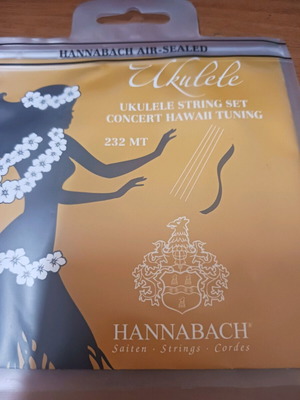 HANNABACH AIR-SEALED
Ukulele
UKULELE STRING SET
CONCERT HAWAII TUNING
232 MT
HANNABACH®
Saiten - Strings - Cordes